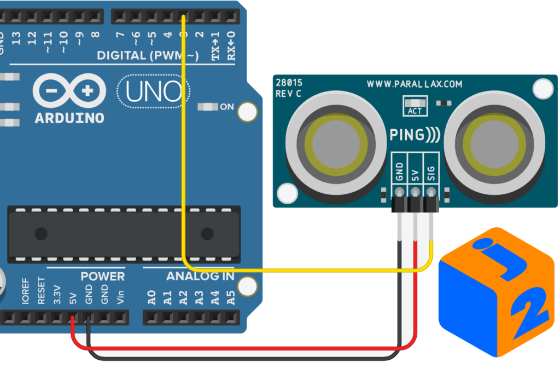 GND
13
12
~11
~10
~9
8
7
~6
~5
4
2
TX→1
RX←0
DIGITAL (PWM~)
UNO
ON
ARDUINO
POWER
ANALOG IN
IOREF
RESET
3.3V
5V
GND
GND
Vin
A0
A1
A2
A3
A4
A5
28015
REV C
WWW.PARALLAX.COM
ACT
PING)))
GND
5V
SIG
j
2